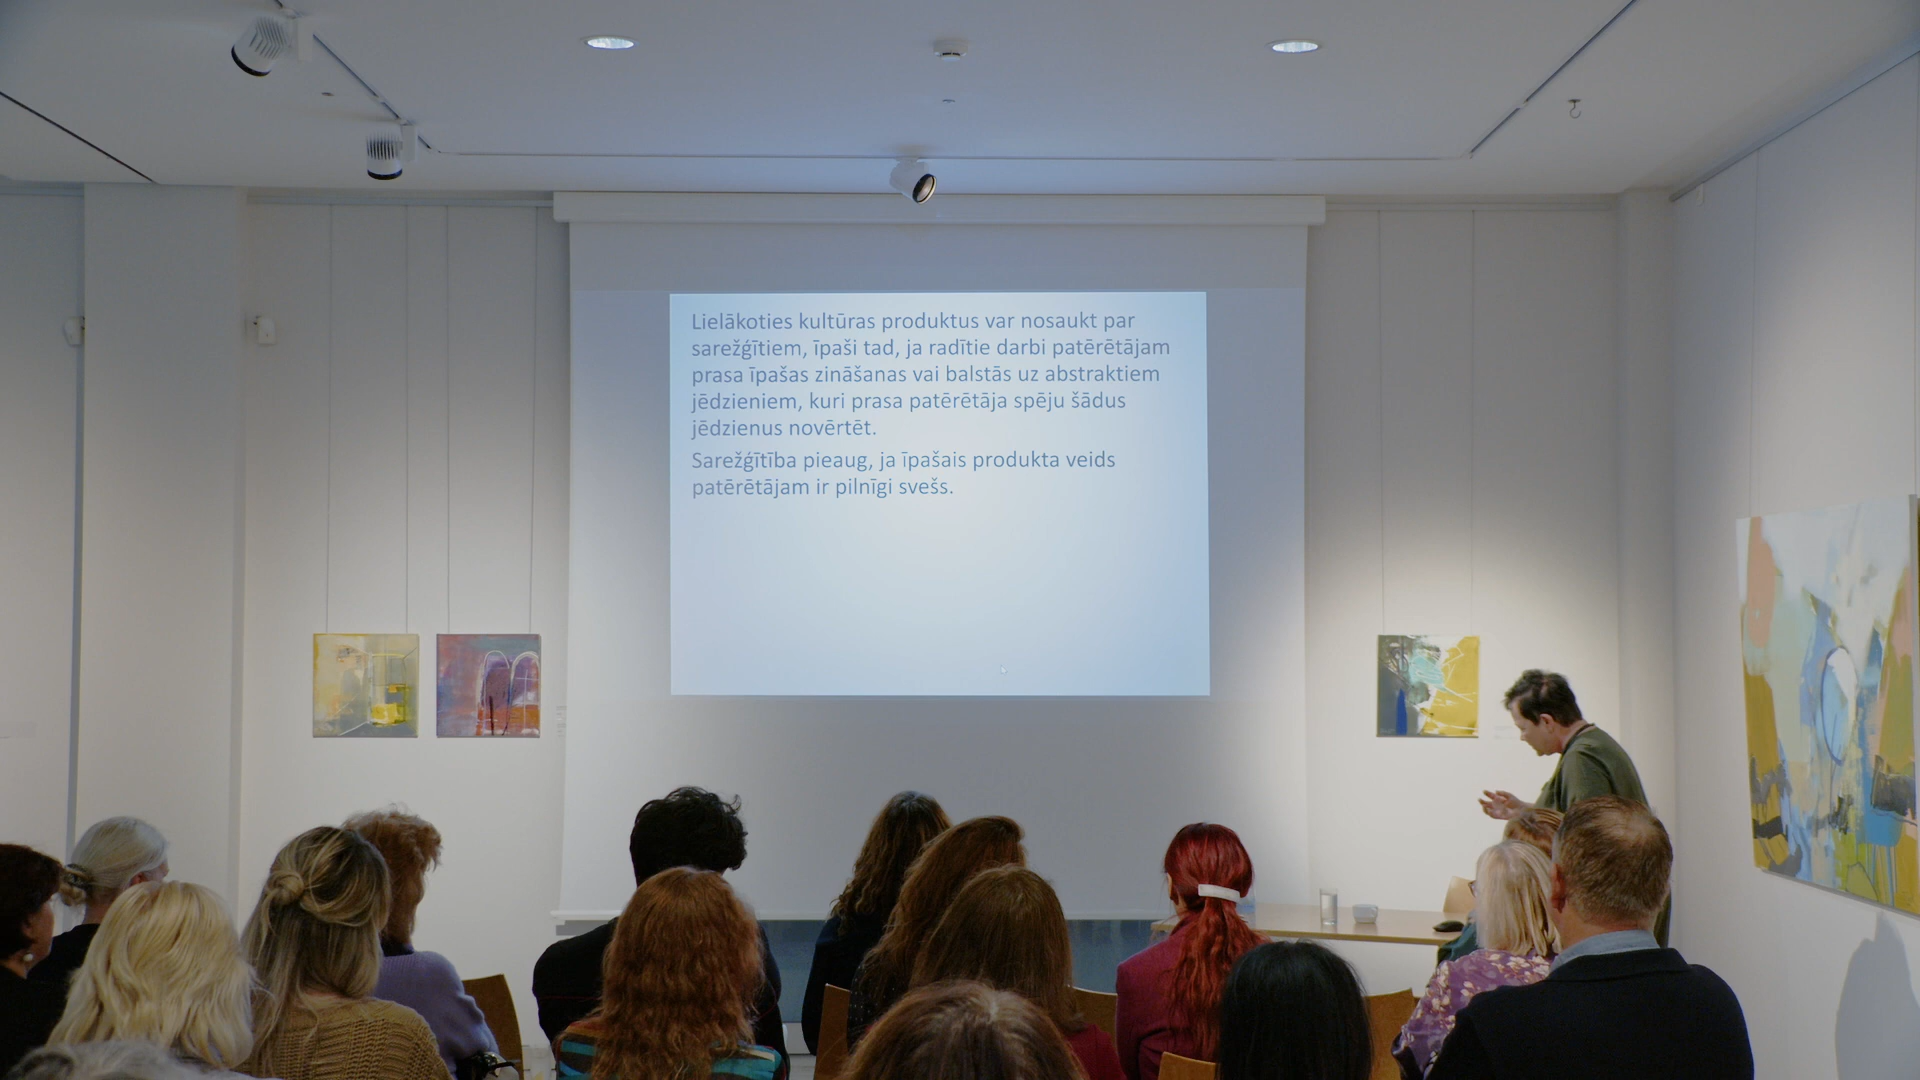 Lielākoties kultūras produktus var nosaukt par
sarežģītiem, īpaši tad, ja radītie darbi patērētājam
prasa īpašas zināšanas vai balstās uz abstraktiem
jēdzieniem, kuri prasa patērētāja spēju šādus
jēdzienus novērtēt.
Sarežģītība pieaug, ja īpašais produkta veids
patērētājam ir pilnīgi svešs.